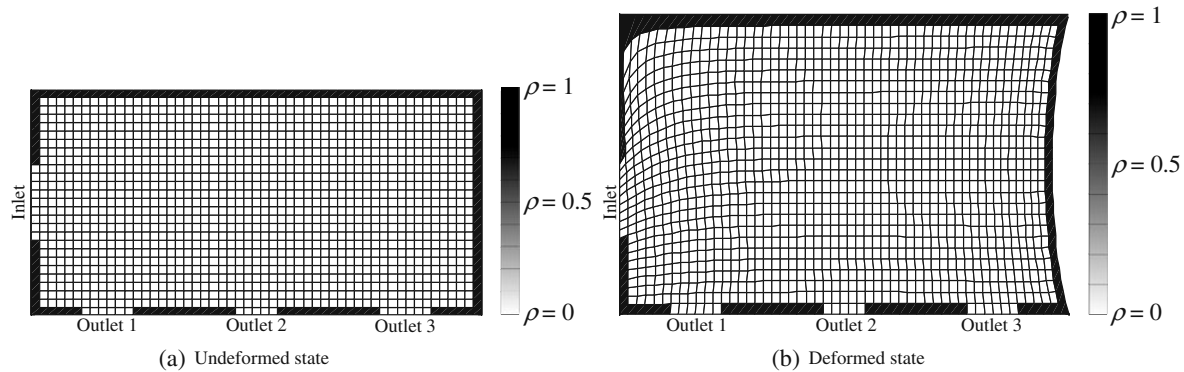 ρ = 1
ρ = 0.5
ρ = 0
Inlet
Outlet 1 Outlet 2 Outlet 3
(a) Undeformed state
ρ = 1
ρ = 0.5
ρ = 0
Inlet
Outlet 1 Outlet 2 Outlet 3
(b) Deformed state